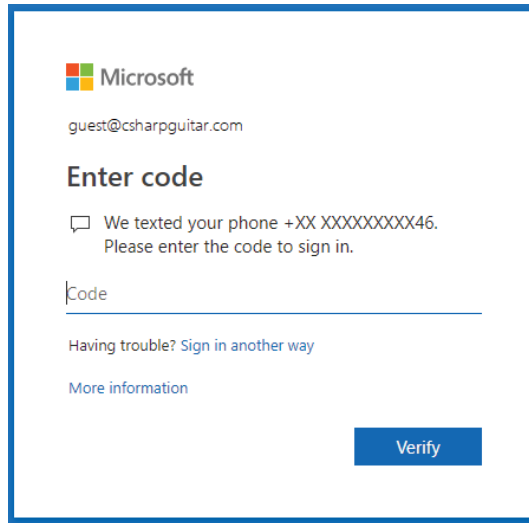 Microsoft
guest@csharpguitar.com
Enter code
We texted your phone +XX XXXXXXXXX46.
Please enter the code to sign in.
Code
Having trouble? Sign in another way
More information
Verify